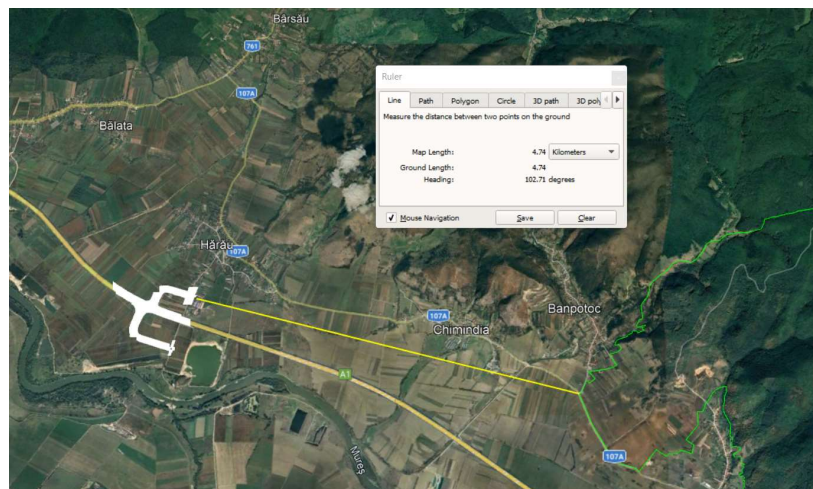 Bârsău
761
107A
Bălata
Ruler
Line Path Polygon Circle 3D path
Measure the distance between two points on the ground
Map Length: 4.74 Kilometers
Ground Length: 4.74
Heading: 102.71 degrees
Mouse Navigation Save Clear
Hărău
107A
107A
Chimindia
Banpotoc
A1
Mureș
107A